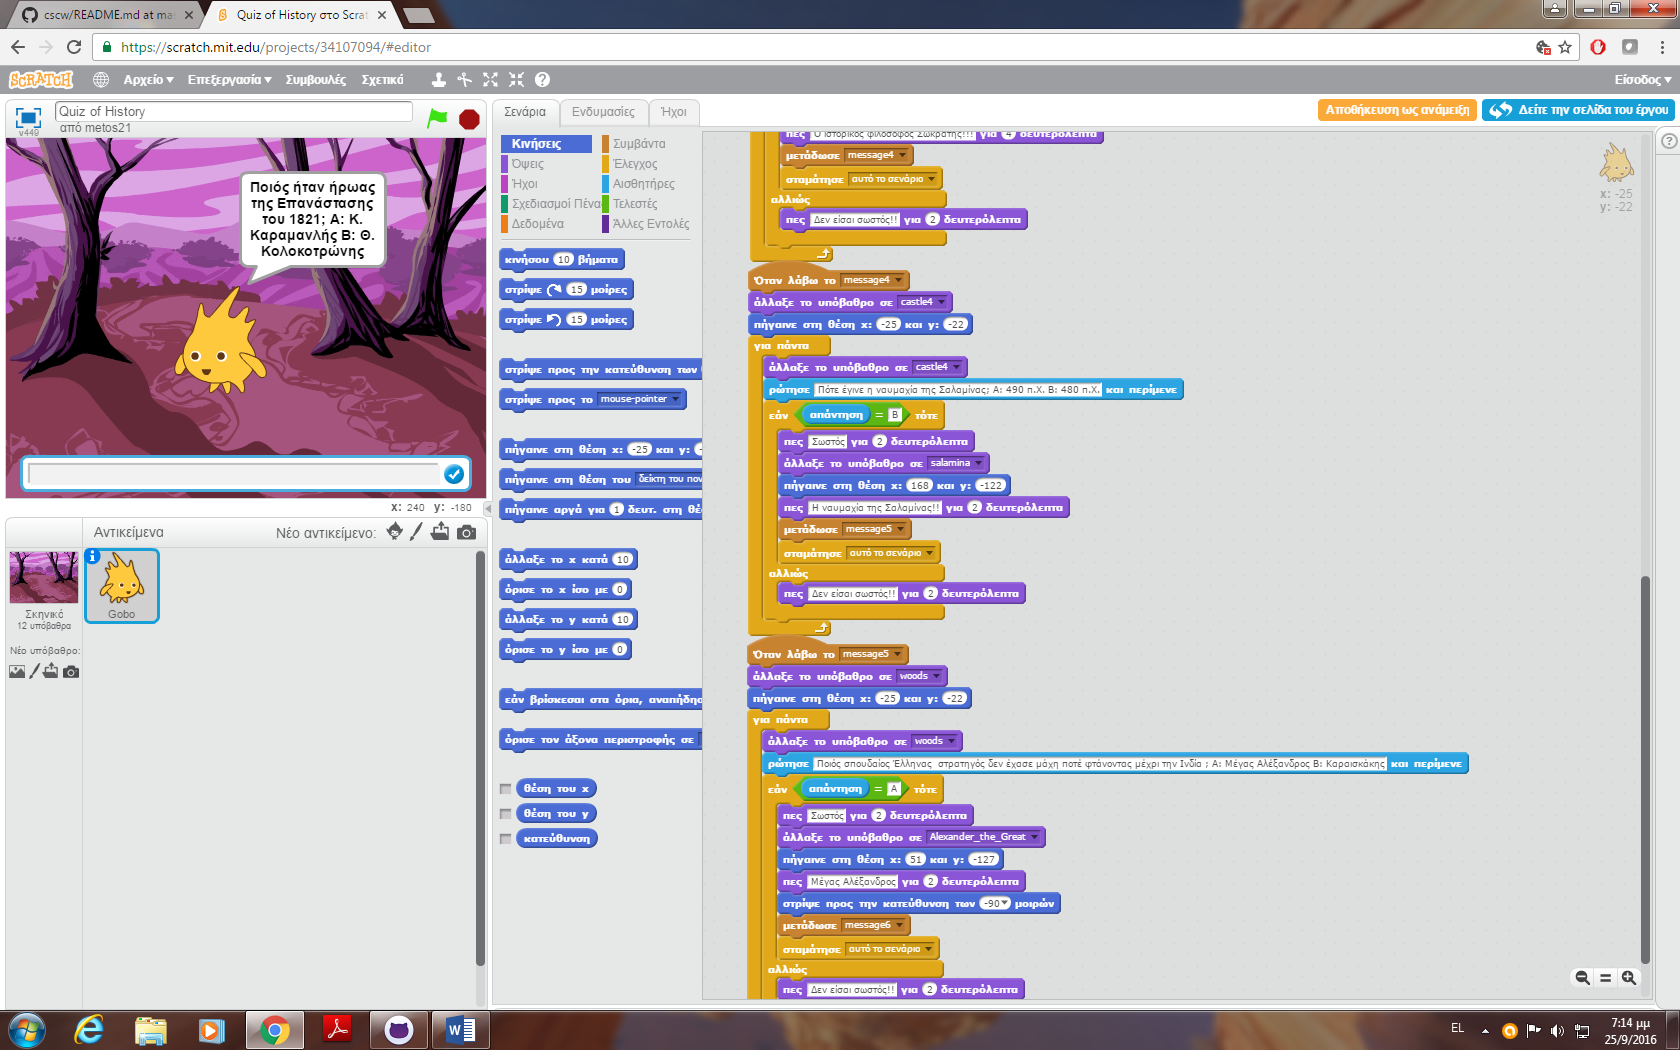 cscw/README.md at mas
Quiz of History στο Scrat
https://scratch.mit.edu/projects/34107094/#editor
SCRATCH
Αρχείο
Επεξεργασία
Συμβουλές
Σχετικά
Είσοδος
v449
Quiz of History
από metos21
Σενάρια
Ενδυμασίες
Ήχοι
Αποθήκευση ως ανάμειξη
Δείτε την σελίδα του έργου
Ποιός ήταν ήρωας
της Επανάστασης
του 1821; Α: Κ.
Καραμανλής Β: Θ.
Κολοκοτρώνης
x: 240 y: -180
Αντικείμενα
Νέο αντικείμενο:
Σκηνικό
12 υπόβαθρα
Νέο υπόβαθρο:
Gobo
Κινήσεις
Συμβάντα
Όψεις
Έλεγχος
Ήχοι
Αισθητήρες
Σχεδιασμοί Πένα
Τελεστές
Δεδομένα
Άλλες Εντολές
κινήσου 10 βήματα
στρίψε 15 μοίρες
στρίψε 15 μοίρες
στρίψε προς την κατεύθυνση των
στρίψε προς το mouse-pointer
πήγαινε στη θέση x: -25 και y:
πήγαινε στη θέση του δείκτη του πον
πήγαινε αργά για 1 δευτ. στη θέ
άλλαξε το x κατά 10
όρισε το x ίσο με 0
άλλαξε το y κατά 10
όρισε το y ίσο με 0
εάν βρίσκεσαι στα όρια, αναπήδησ
όρισε τον άξονα περιστροφής σε
θέση του x
θέση του y
κατεύθυνση
πες Ο ιστορικός φιλόσοφος Σωκράτης!!! για 4 δευτερόλεπτα
μετάδωσε message4
σταμάτησε αυτό το σενάριο
αλλιώς
πες Δεν είσαι σωστός!! για 2 δευτερόλεπτα
Όταν λάβω το message4
άλλαξε το υπόβαθρο σε castle4
πήγαινε στη θέση x: -25 και y: -22
για πάντα
άλλαξε το υπόβαθρο σε castle4
ρώτησε Πότε έγινε η ναυμαχία της Σαλαμίνας; Α: 490 π.Χ. Β: 480 π.Χ. και περίμενε
εάν απάντηση = B τότε
πες Σωστός για 2 δευτερόλεπτα
άλλαξε το υπόβαθρο σε salamina
πήγαινε στη θέση x: 168 και y: -122
πες Η ναυμαχία της Σαλαμίνας!! για 2 δευτερόλεπτα
μετάδωσε message5
σταμάτησε αυτό το σενάριο
αλλιώς
πες Δεν είσαι σωστός!! για 2 δευτερόλεπτα
Όταν λάβω το message5
άλλαξε το υπόβαθρο σε woods
πήγαινε στη θέση x: -25 και y: -22
για πάντα
άλλαξε το υπόβαθρο σε woods
ρώτησε Ποιός σπουδαίος Έλληνας στρατηγός δεν έχασε μάχη ποτέ φτάνοντας μέχρι την Ινδία ; Α: Μέγας Αλέξανδρος Β: Καραισκάκης και περίμενε
εάν απάντηση = A τότε
πες Σωστός για 2 δευτερόλεπτα
άλλαξε το υπόβαθρο σε Alexander_the_Great
πήγαινε στη θέση x: 51 και y: -127
πες Μέγας Αλέξανδρος για 2 δευτερόλεπτα
στρίψε προς την κατεύθυνση των -90 μοιρών
μετάδωσε message6
σταμάτησε αυτό το σενάριο
αλλιώς
πες Δεν είσαι σωστός!! για 2 δευτερόλεπτα
x: -25
y: -22
EL
7:14 μμ
25/9/2016